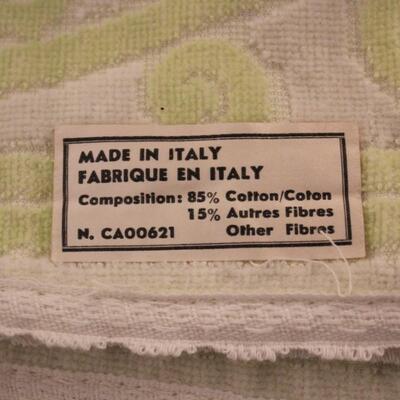 MADE IN ITALY
FABRIQUE EN ITALY
Composition: 85% Cotton/Coton
15% Autres Fibres
N. CA00621 Other Fibres